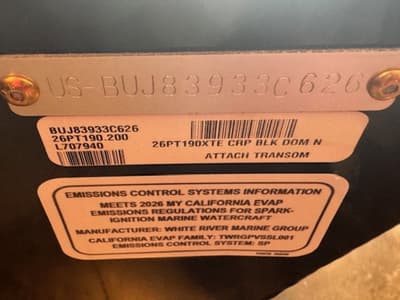 US-BUJ83933C626
BUJ83933C626
26PT190.200
L707940
26PT190XTE CRP BLK DOM N
ATTACH TRANSOM
EMISSIONS CONTROL SYSTEMS INFORMATION
MEETS 2026 MY CALIFORNIA EVAP
EMISSIONS REGULATIONS FOR SPARK-
IGNITION MARINE WATERCRAFT
MANUFACTURER: WHITE RIVER MARINE GROUP
CALIFORNIA EVAP FAMILY: TWRGPVSSL001
EMISSIONS CONTROL SYSTEM: SP